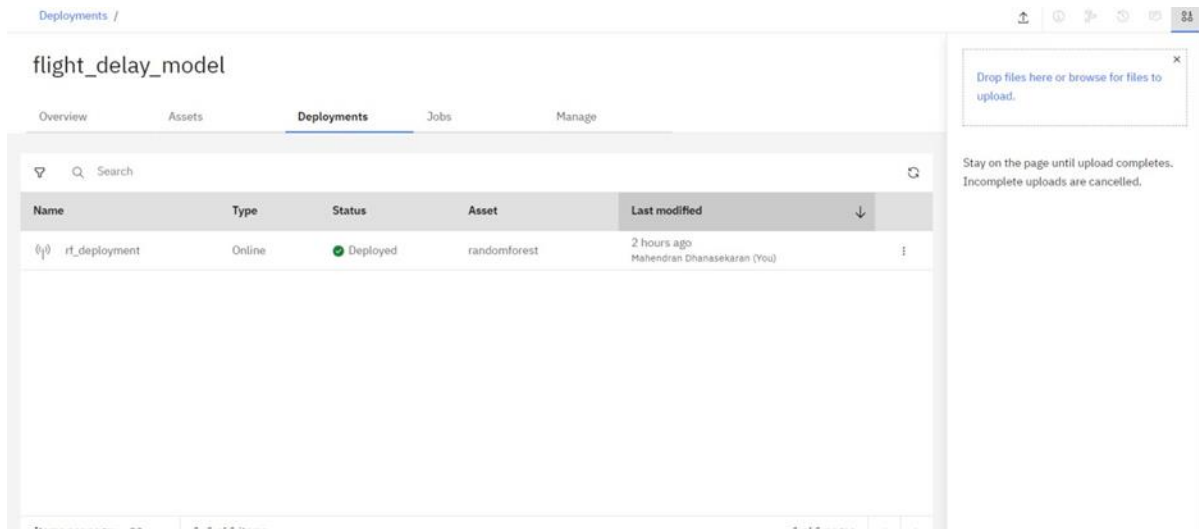 Deployments /
flight_delay_model
Overview Assets Deployments Jobs Manage
Search
Name Type Status Asset Last modified
rf_deployment Online Deployed randomforest 2 hours ago
Mahendran Dhanasekaran (You)
Drop files here or browse for files to
upload.
Stay on the page until upload completes.
Incomplete uploads are cancelled.